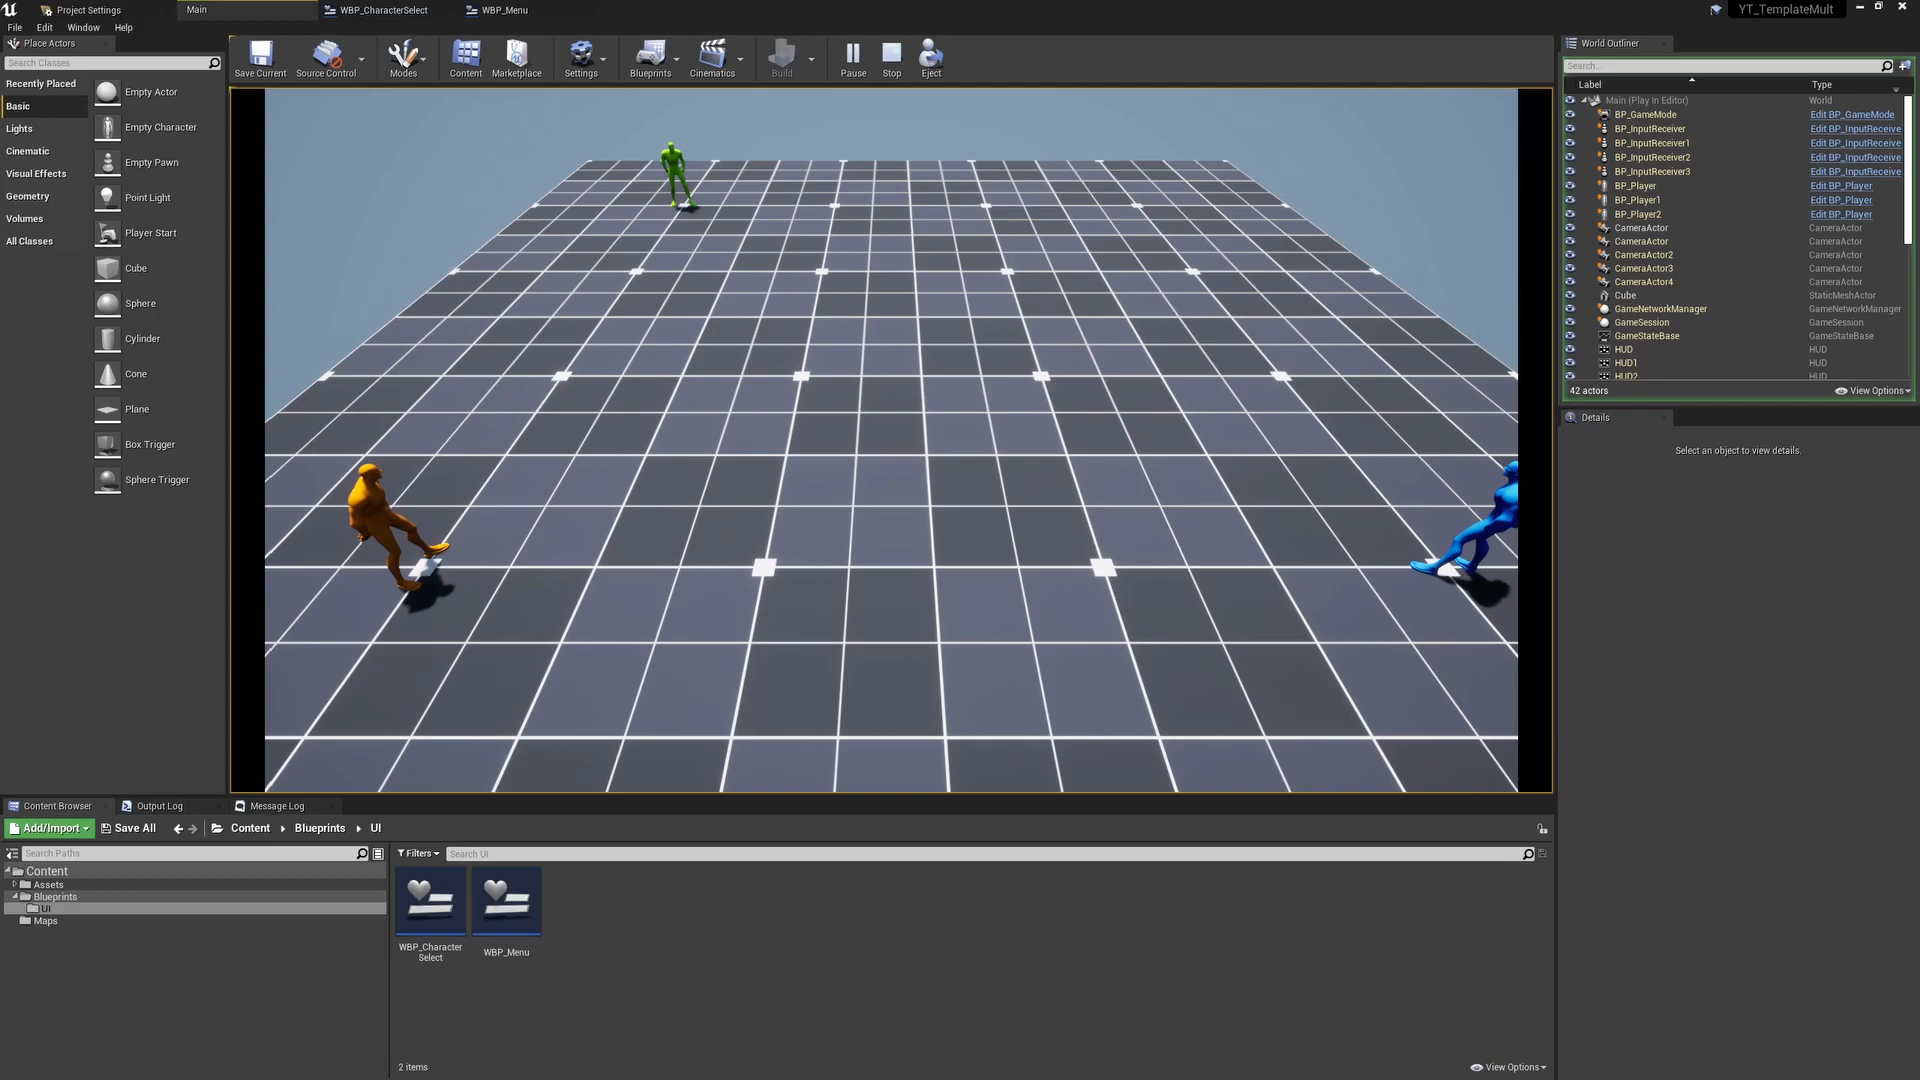 Project Settings
Main
WBP_CharacterSelect
WBP_Menu
YT_TemplateMult
File
Edit
Window
Help
Place Actors
Search Classes
Recently Placed
Basic
Lights
Cinematic
Visual Effects
Geometry
Volumes
All Classes
Empty Actor
Empty Character
Empty Pawn
Point Light
Player Start
Cube
Sphere
Cylinder
Cone
Plane
Box Trigger
Sphere Trigger
Save Current
Source Control
Modes
Content
Marketplace
Settings
Blueprints
Cinematics
Build
Pause
Stop
Eject
World Outliner
Search...
Label
Type
Main (Play In Editor)
World
BP_GameMode
Edit BP_GameMode
BP_InputReceiver
Edit BP_InputReceive
BP_InputReceiver1
Edit BP_InputReceive
BP_InputReceiver2
Edit BP_InputReceive
BP_InputReceiver3
Edit BP_InputReceive
BP_Player
Edit BP_Player
BP_Player1
Edit BP_Player
BP_Player2
Edit BP_Player
CameraActor
CameraActor
CameraActor
CameraActor
CameraActor2
CameraActor
CameraActor3
CameraActor
CameraActor4
CameraActor
Cube
StaticMeshActor
GameNetworkManager
GameNetworkManager
GameSession
GameSession
GameStateBase
GameStateBase
HUD
HUD
HUD1
HUD
HUD2
HUD
42 actors
View Options
Details
Select an object to view details.
Content Browser
Output Log
Message Log
Add/Import
Save All
Content
Blueprints
UI
Search Paths
Filters
Search UI
Content
Assets
Blueprints
UI
Maps
WBP_Character
Select
WBP_Menu
2 items
View Options